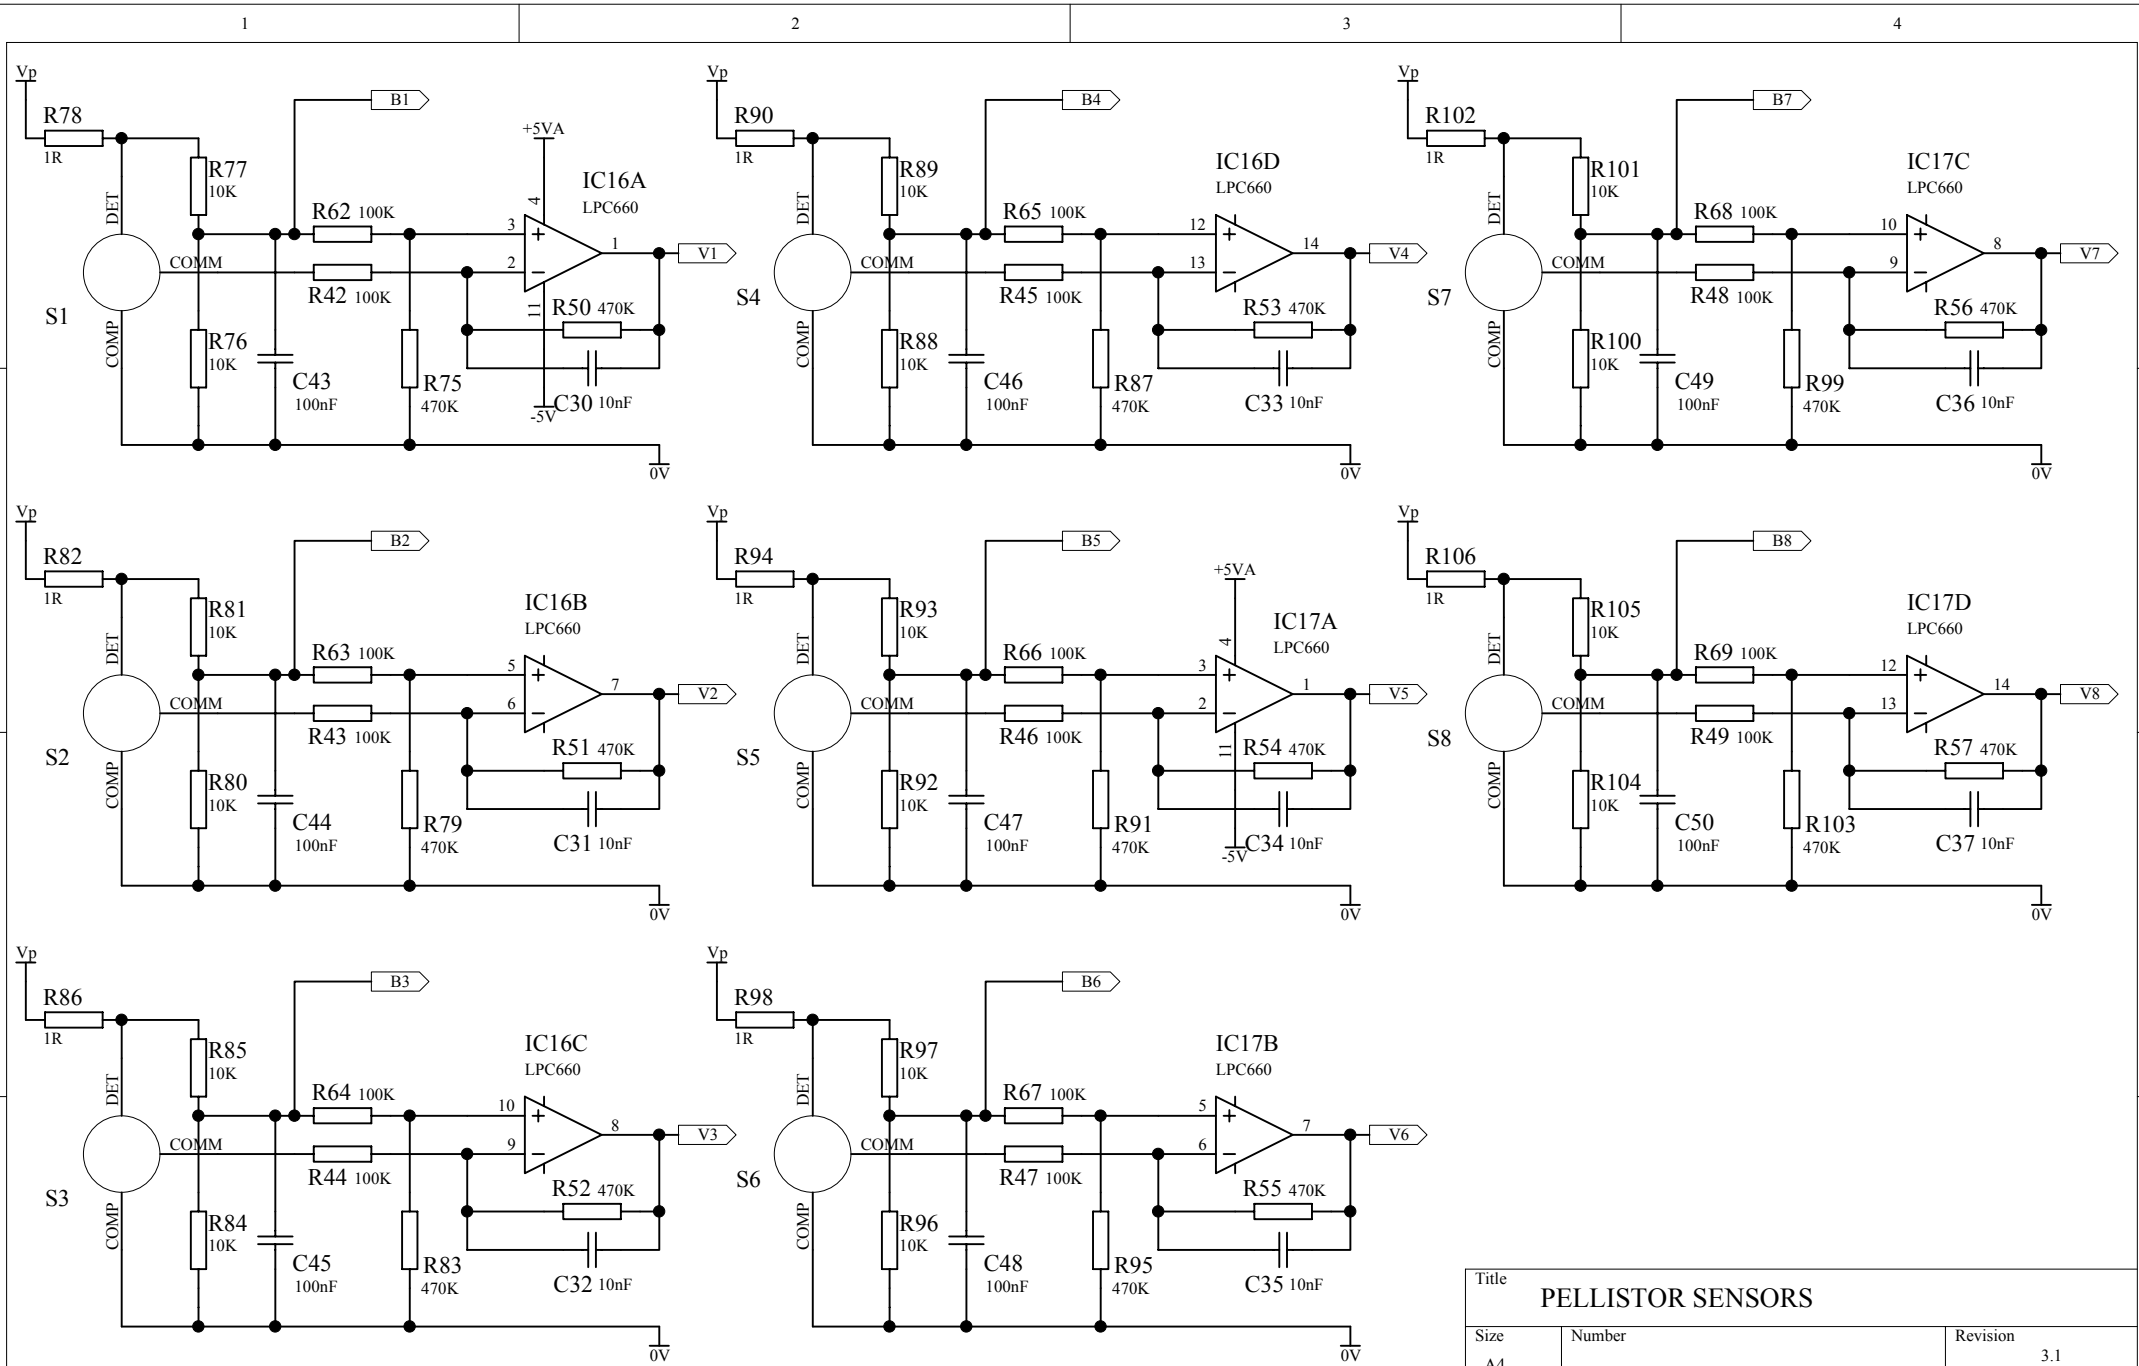 1
2
3
4
Vp
R78
1R
DET
COMP
S1
R77
10K
R76
10K
COMM
B1
R62 100K
R42 100K
C43
100nF
R75
470K
+5VA
4
IC16A
LPC660
3
2
1
11
-5V
R50 470K
C30 10nF
V1
0V
Vp
R90
1R
DET
COMP
S4
R89
10K
R88
10K
COMM
B4
R65 100K
R45 100K
C46
100nF
R87
470K
IC16D
LPC660
12
13
14
R53 470K
C33 10nF
V4
0V
Vp
R102
1R
DET
COMP
S7
R101
10K
R100
10K
COMM
B7
R68 100K
R48 100K
C49
100nF
R99
470K
IC17C
LPC660
10
9
8
R56 470K
C36 10nF
V7
0V
Vp
R82
1R
DET
COMP
S2
R81
10K
R80
10K
COMM
B2
R63 100K
R43 100K
C44
100nF
R79
470K
IC16B
LPC660
5
6
7
R51 470K
C31 10nF
V2
0V
Vp
R94
1R
DET
COMP
S5
R93
10K
R92
10K
COMM
B5
R66 100K
R46 100K
C47
100nF
R91
470K
+5VA
4
IC17A
LPC660
3
2
1
11
-5V
R54 470K
C34 10nF
V5
0V
Vp
R106
1R
DET
COMP
S8
R105
10K
R104
10K
COMM
B8
R69 100K
R49 100K
C50
100nF
R103
470K
IC17D
LPC660
12
13
14
R57 470K
C37 10nF
V8
0V
Vp
R86
1R
DET
COMP
S3
R85
10K
R84
10K
COMM
B3
R64 100K
R44 100K
C45
100nF
R83
470K
IC16C
LPC660
10
9
8
R52 470K
C32 10nF
V3
0V
Vp
R98
1R
DET
COMP
S6
R97
10K
R96
10K
COMM
B6
R67 100K
R47 100K
C48
100nF
R95
470K
IC17B
LPC660
5
6
7
R55 470K
C35 10nF
V6
0V
Title
PELLISTOR SENSORS
Size
A4
Number
Revision
3.1